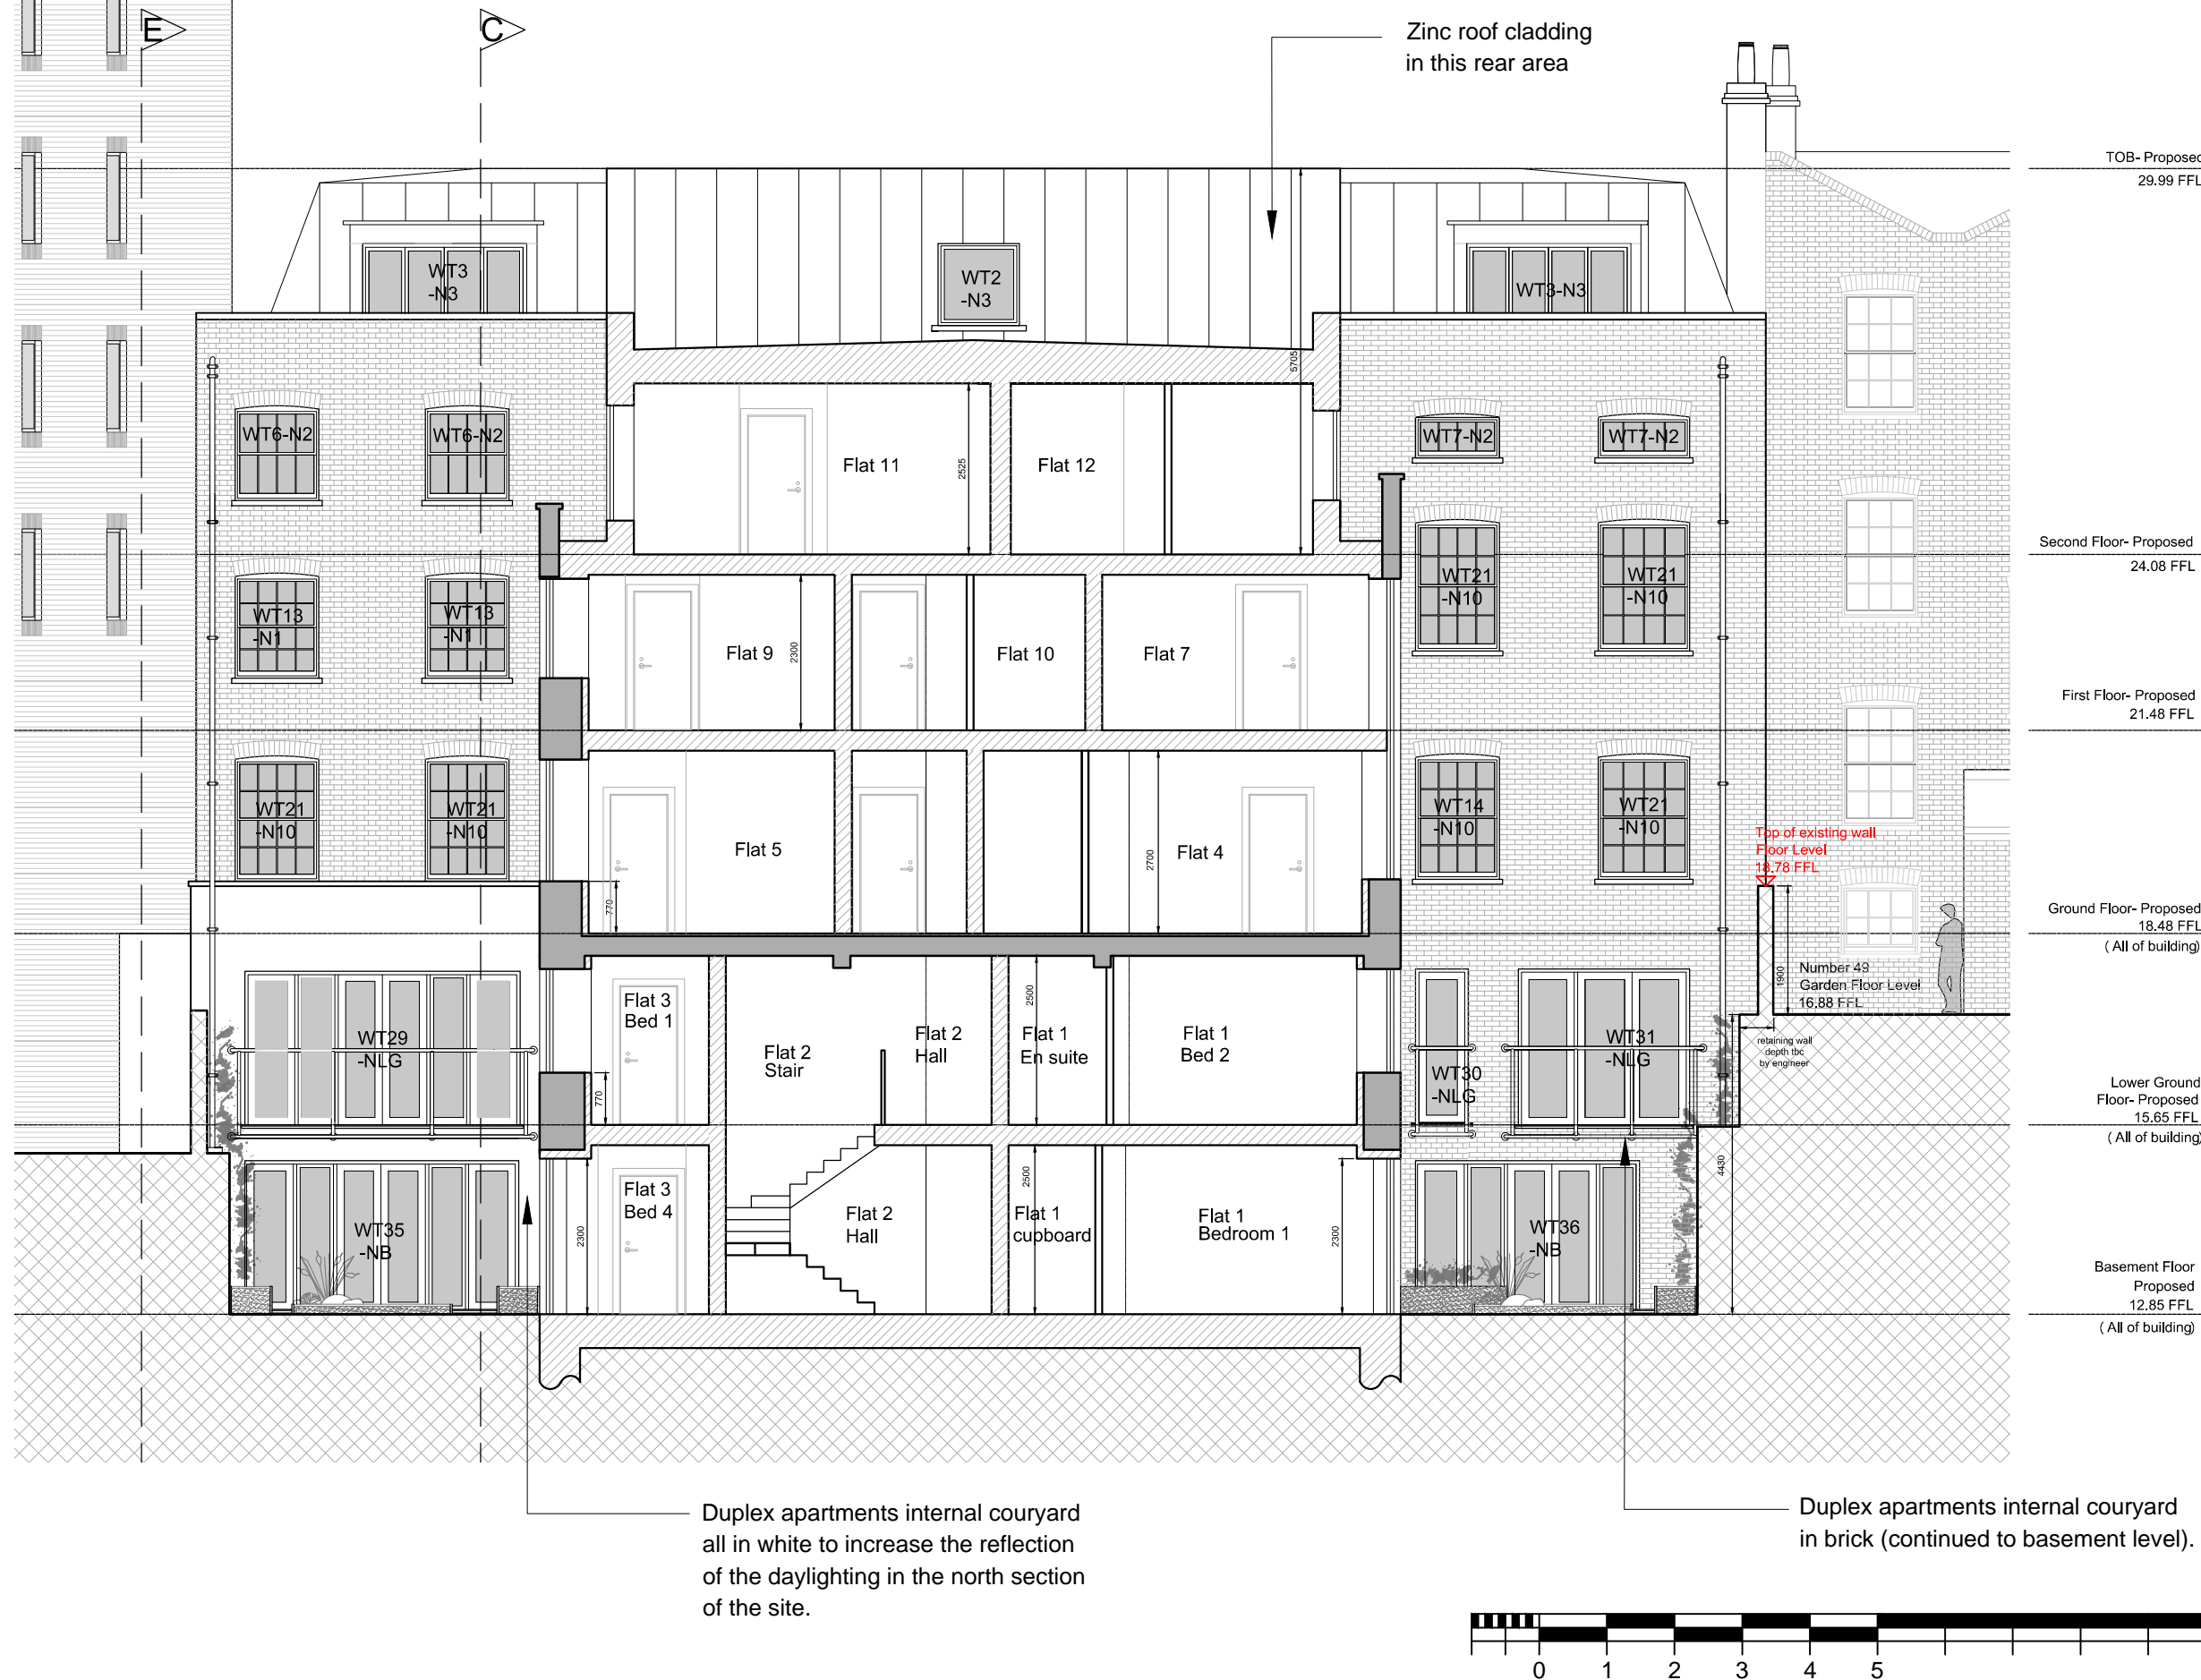 E
C
Zinc roof cladding
in this rear area
TOB- Proposed
29.99 FFL
WT3
-N3
WT2
-N3
WT3-N3
5705
WT6-N2
WT6-N2
Flat 11
2525
Flat 12
WT7-N2
WT7-N2
Second Floor- Proposed
24.08 FFL
WT13
-N1
WT13
-N1
Flat 9
2300
Flat 10
Flat 7
WT21
-N10
WT21
-N10
First Floor- Proposed
21.48 FFL
WT21
-N10
WT21
-N10
770
Flat 5
2700
Flat 4
WT14
-N10
WT21
-N10
Top of existing wall
Floor Level
18.78 FFL
Ground Floor- Proposed
18.48 FFL
( All of building)
1900
Number 49
Garden Floor Level
16.88 FFL
retaining wall
depth tbc
by engineer
WT29
-NLG
Flat 3
Bed 1
770
Flat 2
Stair
Flat 2
Hall
2500
Flat 1
En suite
Flat 1
Bed 2
WT30
-NLG
WT31
-NLG
Lower Ground
Floor- Proposed
15.65 FFL
( All of building)
WT35
-NB
2300
Flat 3
Bed 4
Flat 2
Hall
2500
Flat 1
cupboard
Flat 1
Bedroom 1
2300
WT36
-NB
4430
Basement Floor
Proposed
12.85 FFL
( All of building)
Duplex apartments internal couryard
all in white to increase the reflection
of the daylighting in the north section
of the site.
Duplex apartments internal couryard
in brick (continued to basement level).
0 1 2 3 4 5